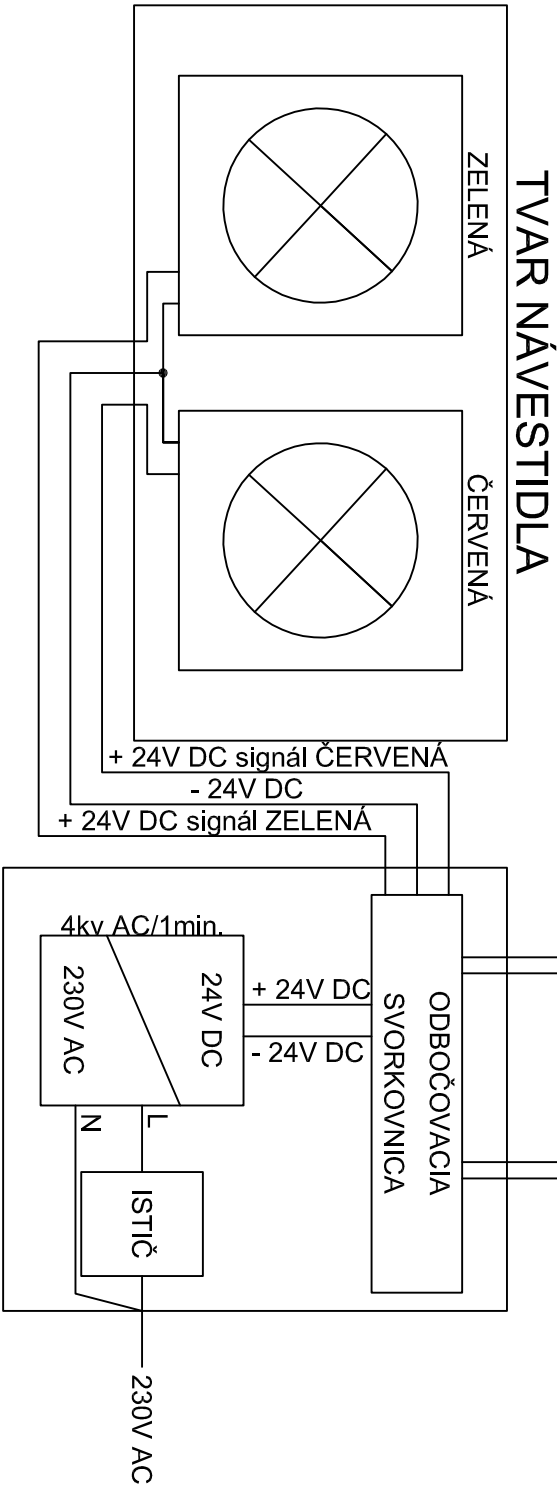 TVAR NÁVESTIDLA
ZELENÁ
ČERVENÁ
+ 24V DC signál ČERVENÁ
- 24V DC
+ 24V DC signál ZELENÁ
4kv AC/1min.
230V AC
24V DC
+ 24V DC
- 24V DC
ODBOČOVACIA
SVORKOVNICA
N
L
ISTIČ
230V AC